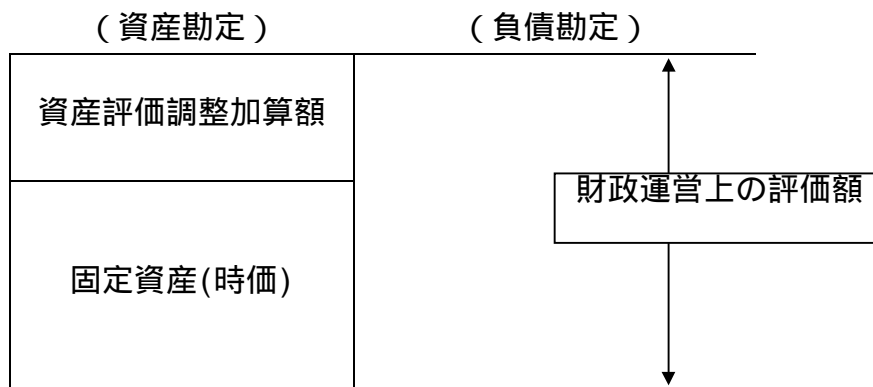 （資産勘定）
（負債勘定）
資産評価調整加算額
財政運営上の評価額
固定資産(時価)